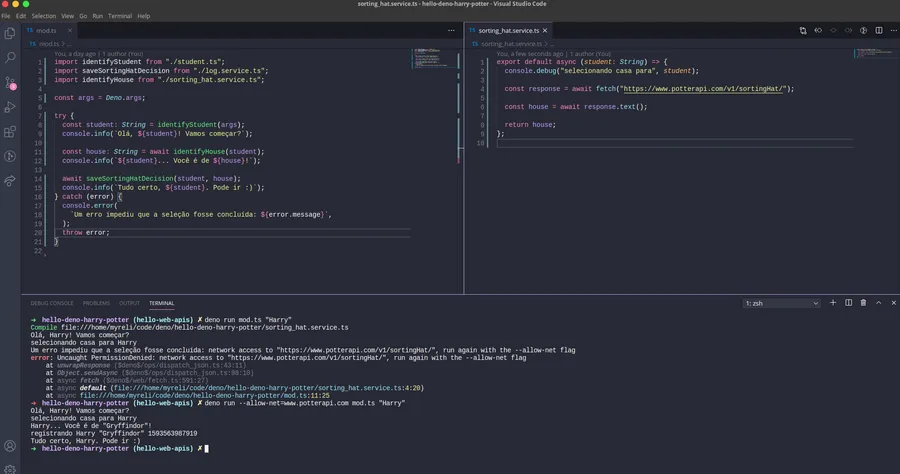 sorting_hat.service.ts - hello-deno-harry-potter - Visual Studio Code
File Edit Selection View Go Run Terminal Help
TS mod.ts
TS mod.ts
You, a day ago | 1 author (You)
1 import identifyStudent from "./student.ts";
2 import saveSortingHatDecision from "./log.service.ts";
3 import identifyHouse from "./sorting_hat.service.ts";
4
5 const args = Deno.args;
6
7 try {
8 const student: String = identifyStudent(args);
9 console.info(`Olá, ${student}! Vamos começar?`);
10
11 const house: String = await identifyHouse(student);
12 console.info(`${student}... Você é de ${house}!`);
13
14 await saveSortingHatDecision(student, house);
15 console.info(`Tudo certo, ${student}. Pode ir :)`);
16 } catch (error) {
17 console.error(
18 `Um erro impediu que a seleção fosse concluída: ${error.message}`,
19 );
20 throw error;
21 }
22
TS sorting_hat.service.ts
TS sorting_hat.service.ts
You, a few seconds ago | 1 author (You)
1 export default async (student: String) => {
2 console.debug("selecionando casa para", student);
3
4 const response = await fetch("https://www.potterapi.com/v1/sortingHat/");
5
6 const house = await response.text();
7
8 return house;
9 };
10
DEBUG CONSOLE PROBLEMS OUTPUT TERMINAL
1: zsh
➜ hello-deno-harry-potter (hello-web-apis) ✗ deno run mod.ts "Harry"
Compile file:///home/myreli/code/deno/hello-deno-harry-potter/sorting_hat.service.ts
Olá, Harry! Vamos começar?
selecionando casa para Harry
Um erro impediu que a seleção fosse concluída: network access to "https://www.potterapi.com/v1/sortingHat/", run again with the --allow-net flag
error: Uncaught PermissionDenied: network access to "https://www.potterapi.com/v1/sortingHat/", run again with the --allow-net flag
at unwrapResponse ($deno$/ops/dispatch_json.ts:43:11)
at Object.sendAsync ($deno$/ops/dispatch_json.ts:98:10)
at async fetch ($deno$/web/fetch.ts:591:27)
at async default (file:///home/myreli/code/deno/hello-deno-harry-potter/sorting_hat.service.ts:4:20)
at async file:///home/myreli/code/deno/hello-deno-harry-potter/mod.ts:11:25
➜ hello-deno-harry-potter (hello-web-apis) ✗ deno run --allow-net=www.potterapi.com mod.ts "Harry"
Olá, Harry! Vamos começar?
selecionando casa para Harry
Harry... Você é de "Gryffindor"!
registrando Harry "Gryffindor" 1593563987919
Tudo certo, Harry. Pode ir :)
➜ hello-deno-harry-potter (hello-web-apis) ✗